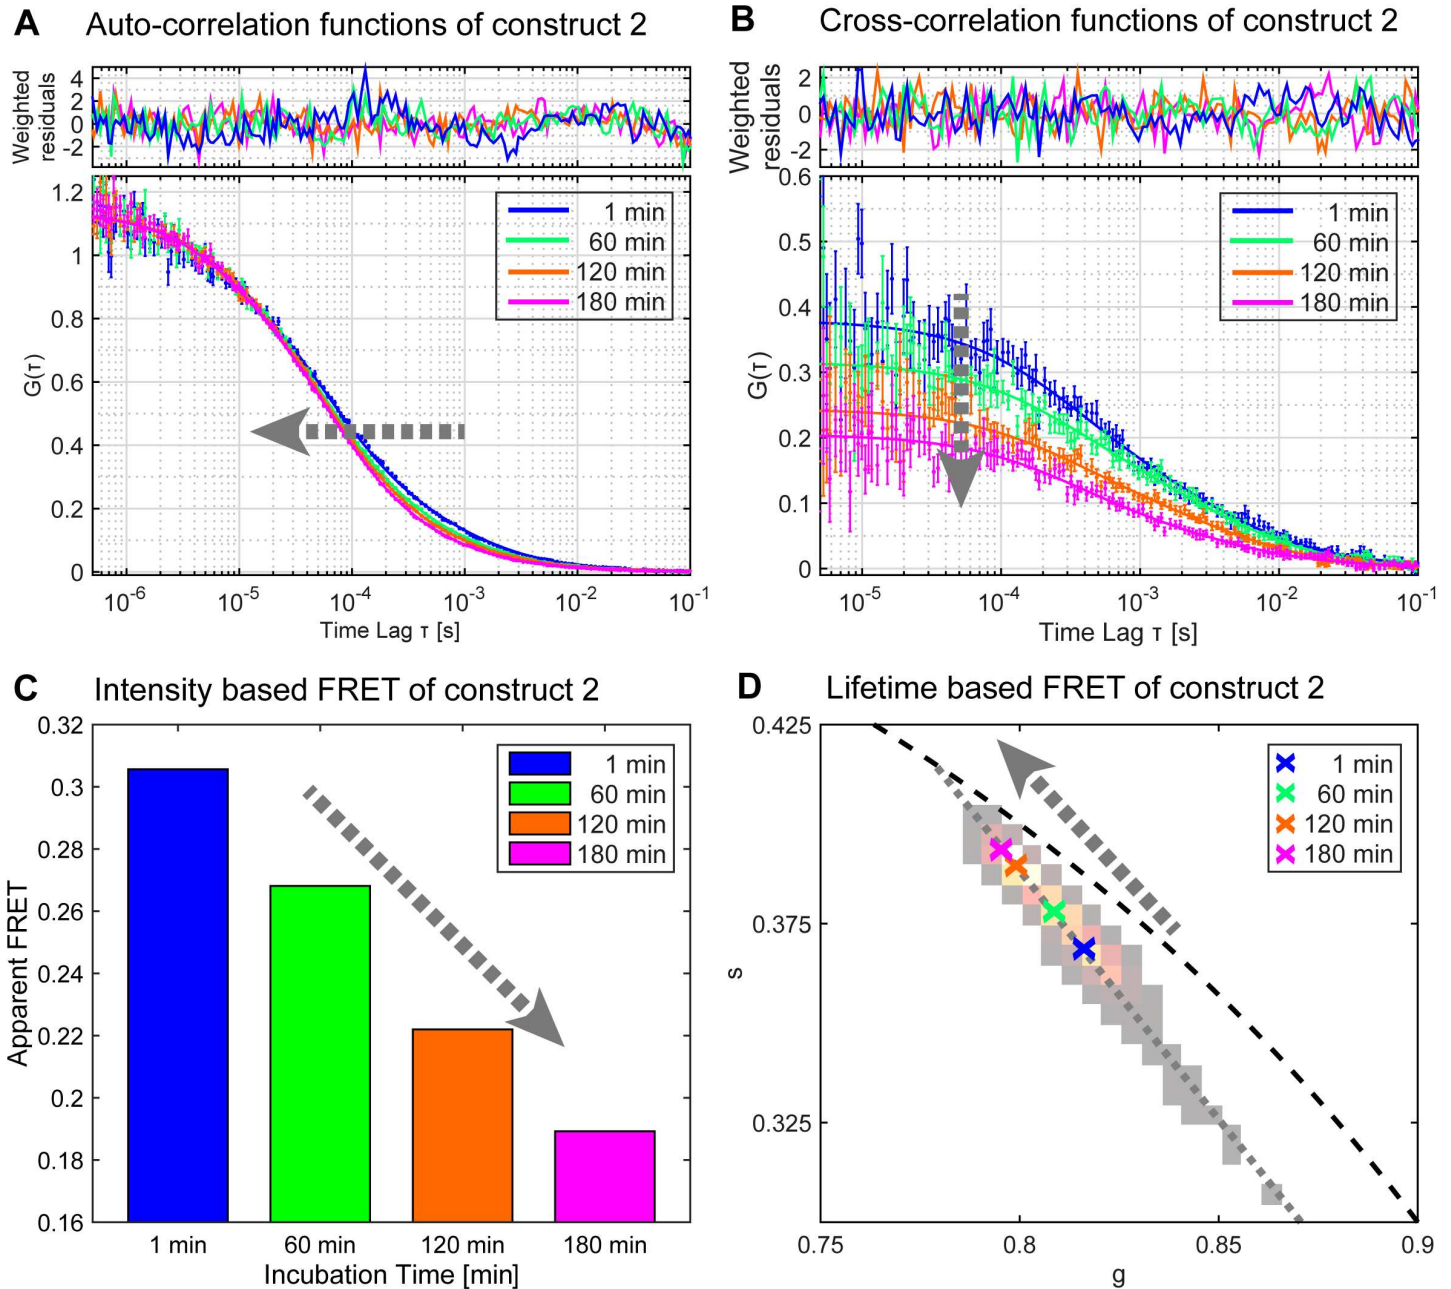 A Auto-correlation functions of construct 2
Weighted residuals
4
2
0
-2
1.2
1
0.8
0.6
0.4
0.2
0
G(τ)
1 min
60 min
120 min
180 min
10-6 10-5 10-4 10-3 10-2 10-1
Time Lag τ [s]
B Cross-correlation functions of construct 2
Weighted residuals
2
0
-2
0.6
0.5
0.4
0.3
0.2
0.1
0
G(τ)
1 min
60 min
120 min
180 min
10-5 10-4 10-3 10-2 10-1
Time Lag τ [s]
C Intensity based FRET of construct 2
0.32
0.3
0.28
0.26
0.24
0.22
0.2
0.18
0.16
Apparent FRET
1 min
60 min
120 min
180 min
1 min 60 min 120 min 180 min
Incubation Time [min]
D Lifetime based FRET of construct 2
0.425
0.375
0.325
s
1 min
60 min
120 min
180 min
0.75 0.8 0.85 0.9
g